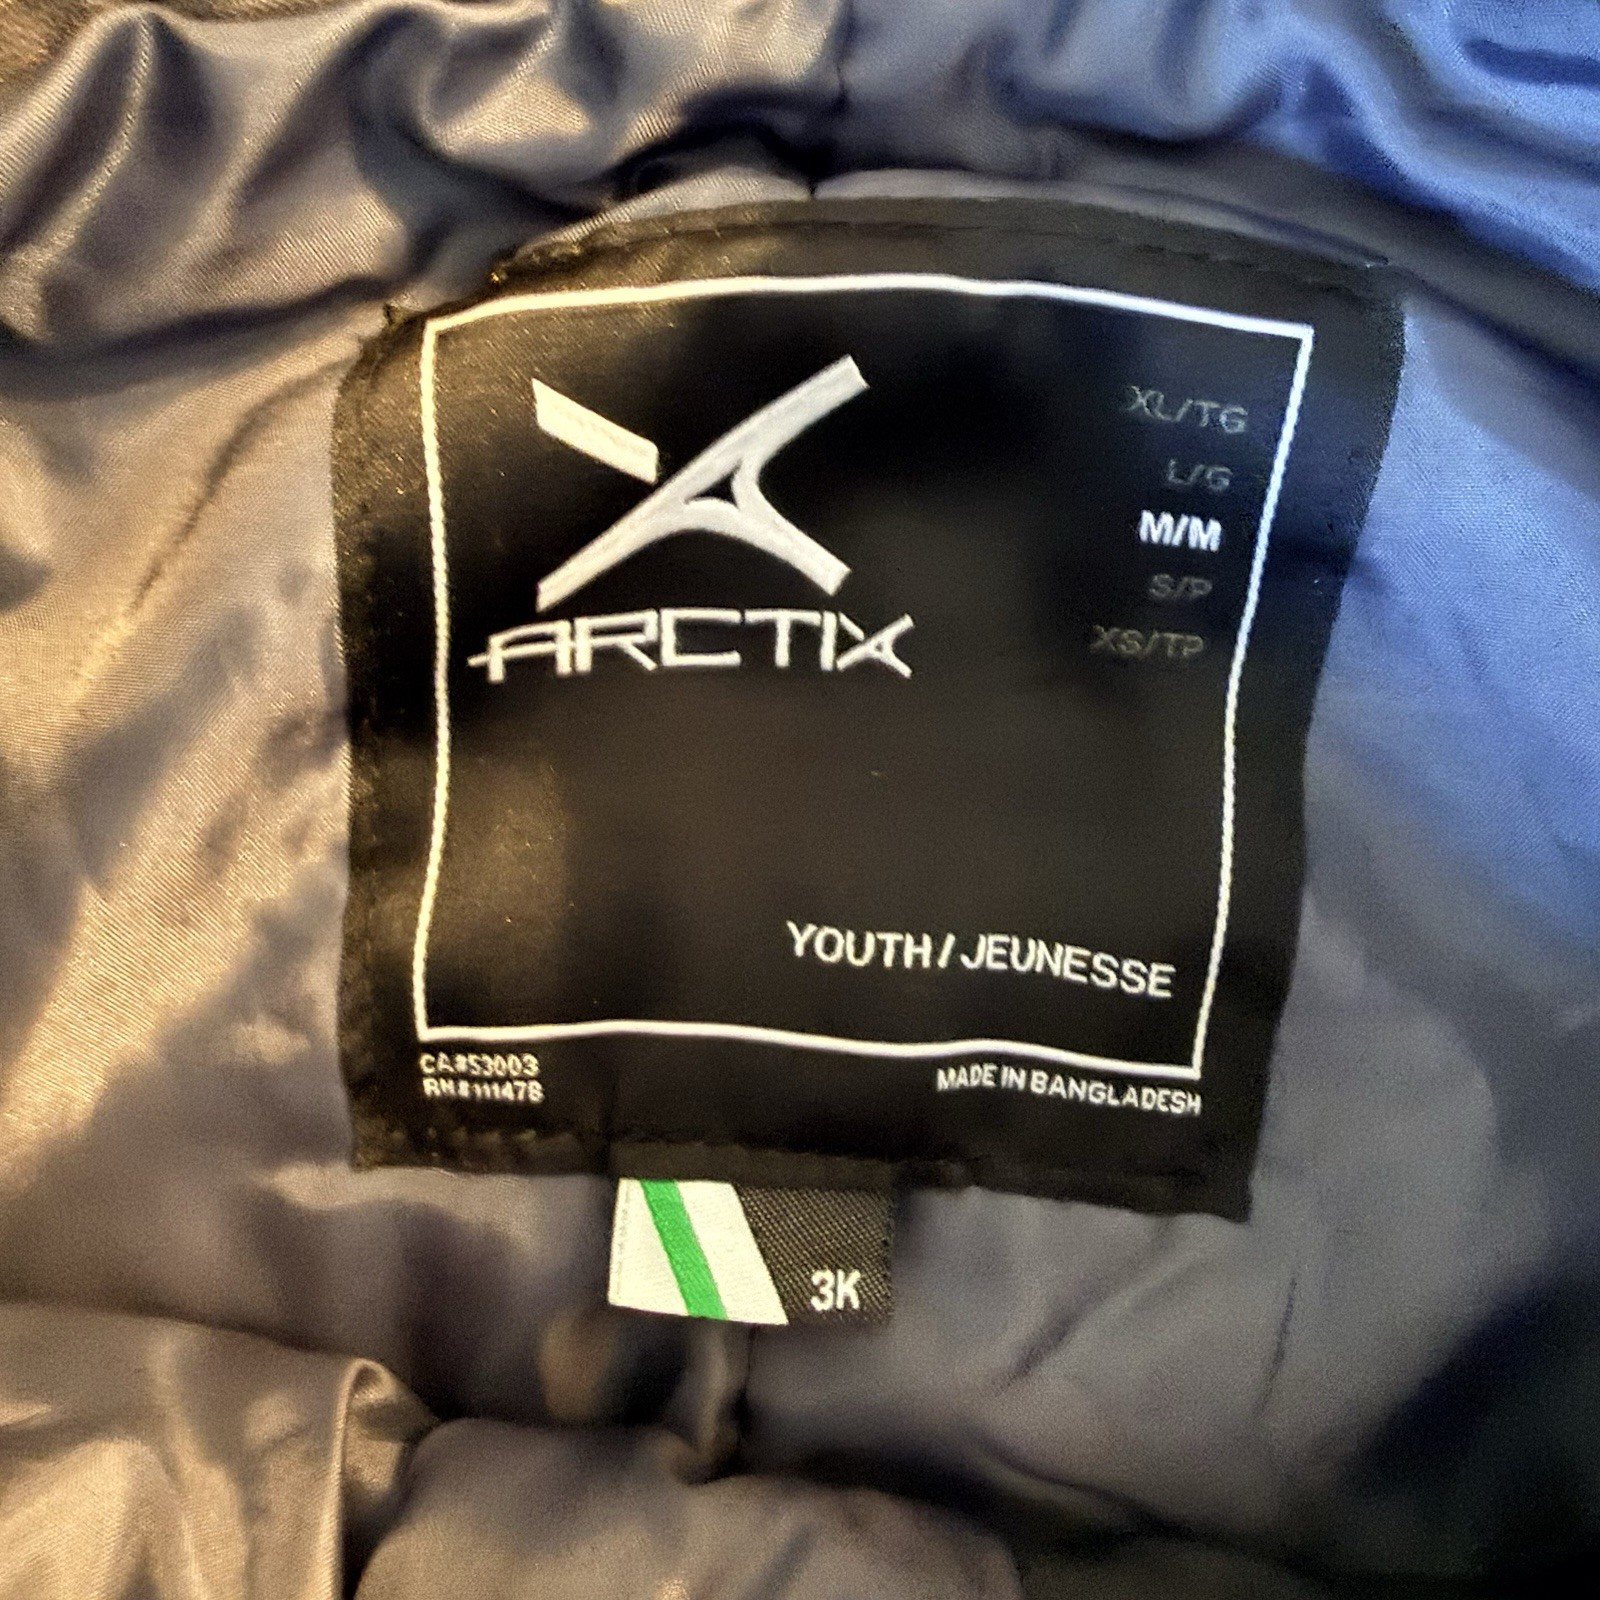 ARCTIX
XL/TG
L/G
M/M
S/P
XS/TP
YOUTH / JEUNESSE
CA#53003
RN#111478
MADE IN BANGLADESH
3K